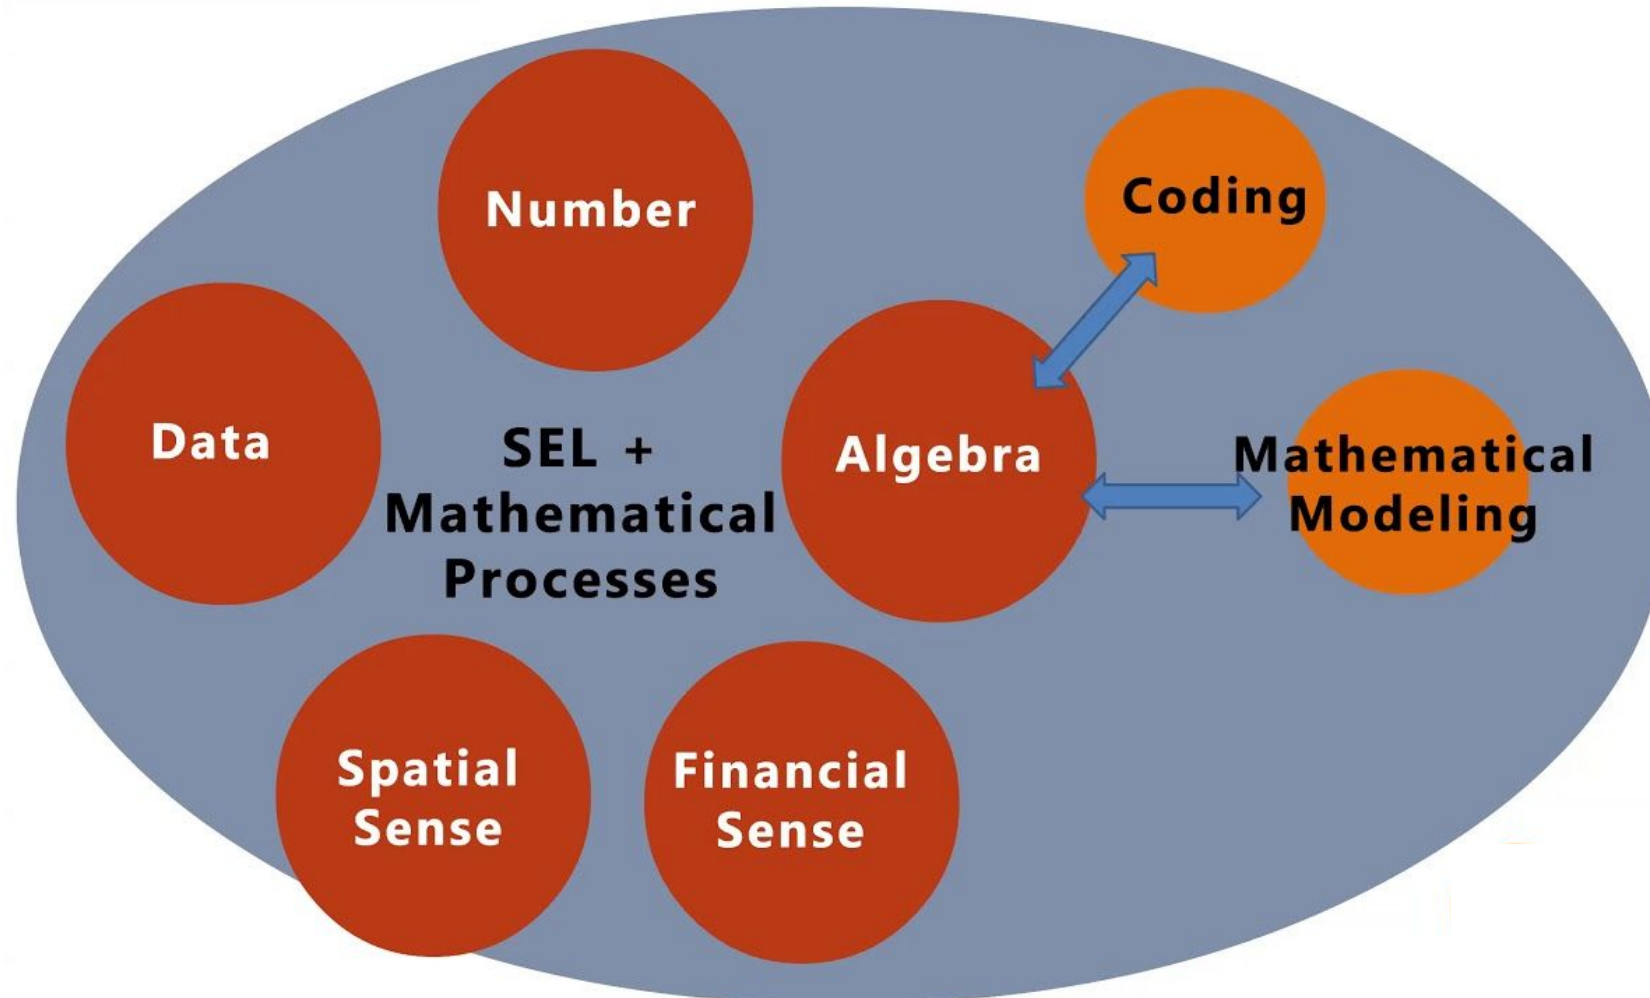 Number
Coding
Data
SEL +
Mathematical
Processes
Algebra
Mathematical
Modeling
Spatial
Sense
Financial
Sense